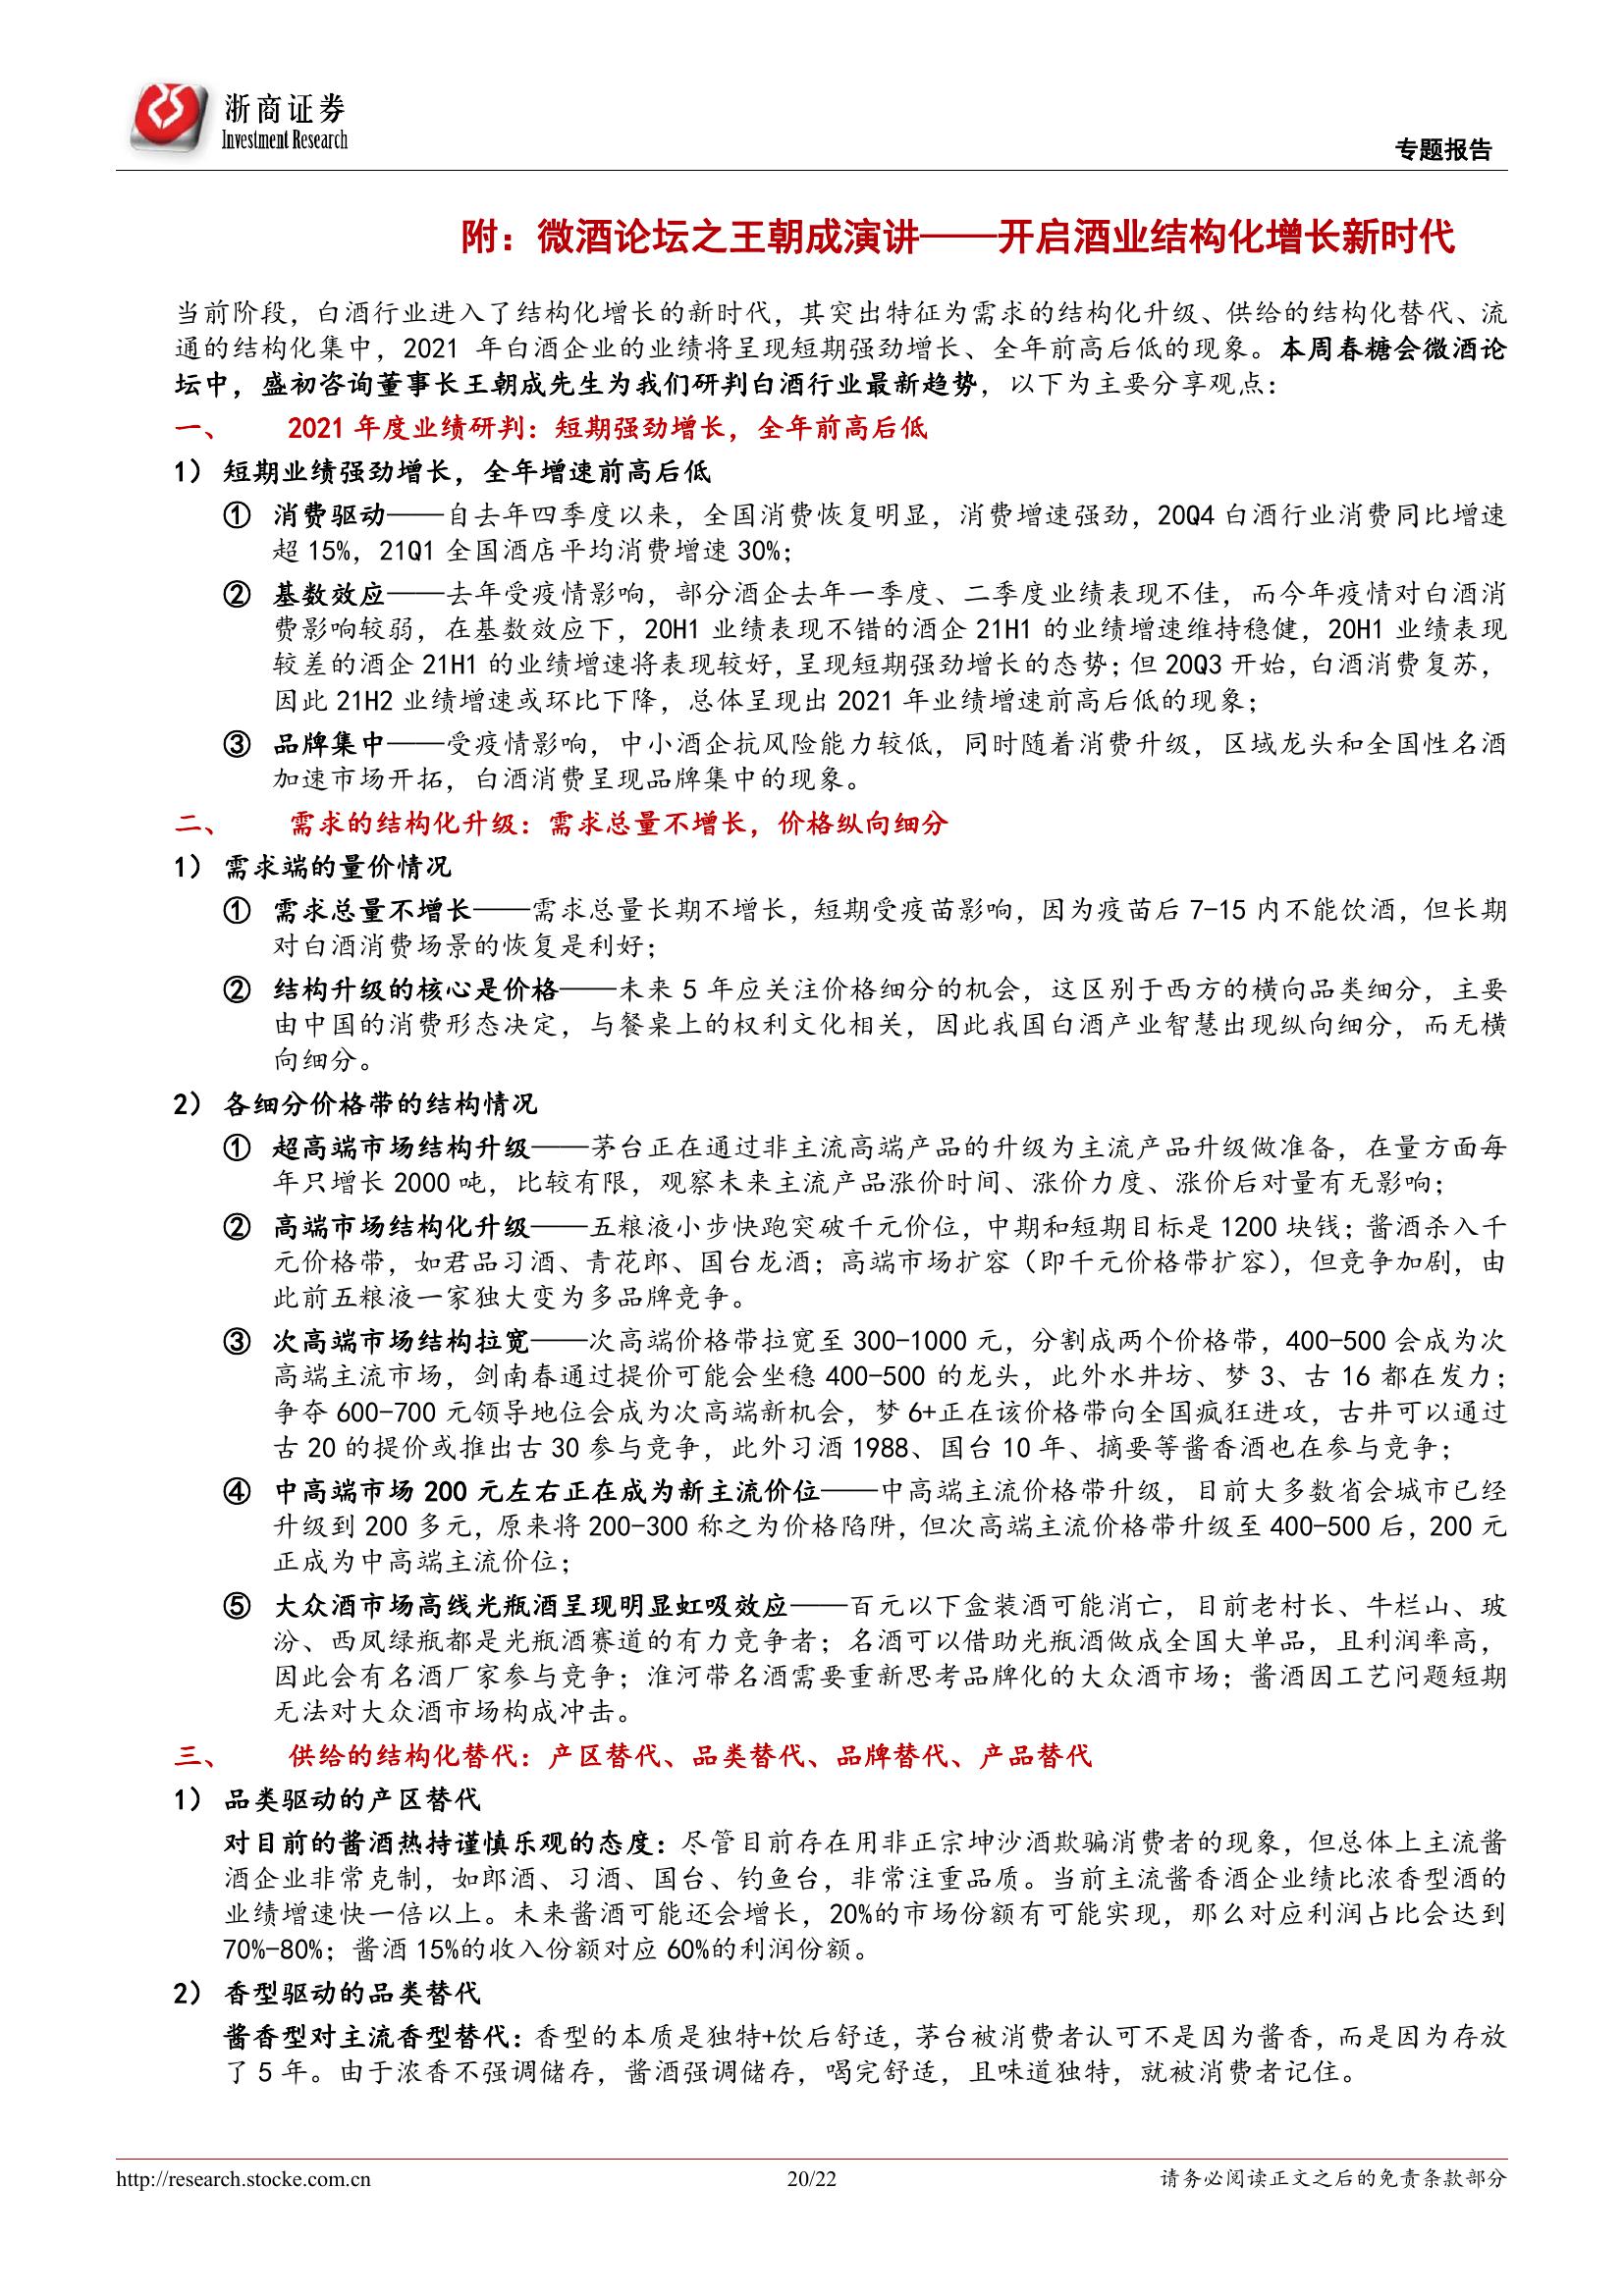 浙商证券
Investment Research
专题报告
附：微酒论坛之王朝成演讲——开启酒业结构化增长新时代
当前阶段，白酒行业进入了结构化增长的新时代，其突出特征为需求的结构化升级、供给的结构化替代、流
通的结构化集中，2021 年白酒企业的业绩将呈现短期强劲增长、全年前高后低的现象。本周春糖会微酒论
坛中，盛初咨询董事长王朝成先生为我们研判白酒行业最新趋势，以下为主要分享观点：
一、 2021 年度业绩研判：短期强劲增长，全年前高后低
1） 短期业绩强劲增长，全年增速前高后低
① 消费驱动——自去年四季度以来，全国消费恢复明显，消费增速强劲，20Q4 白酒行业消费同比增速
超 15%，21Q1 全国酒店平均消费增速 30%；
② 基数效应——去年受疫情影响，部分酒企去年一季度、二季度业绩表现不佳，而今年疫情对白酒消
费影响较弱，在基数效应下，20H1 业绩表现不错的酒企 21H1 的业绩增速维持稳健，20H1 业绩表现
较差的酒企 21H1 的业绩增速将表现较好，呈现短期强劲增长的态势；但 20Q3 开始，白酒消费复苏，
因此 21H2 业绩增速或环比下降，总体呈现出 2021 年业绩增速前高后低的现象；
③ 品牌集中——受疫情影响，中小酒企抗风险能力较低，同时随着消费升级，区域龙头和全国性名酒
加速市场开拓，白酒消费呈现品牌集中的现象。
二、 需求的结构化升级：需求总量不增长，价格纵向细分
1） 需求端的量价情况
① 需求总量不增长——需求总量长期不增长，短期受疫苗影响，因为疫苗后 7-15 内不能饮酒，但长期
对白酒消费场景的恢复是利好；
② 结构升级的核心是价格——未来 5 年应关注价格细分的机会，这区别于西方的横向品类细分，主要
由中国的消费形态决定，与餐桌上的权利文化相关，因此我国白酒产业智慧出现纵向细分，而无横
向细分。
2） 各细分价格带的结构情况
① 超高端市场结构升级——茅台正在通过非主流高端产品的升级为主流产品升级做准备，在量方面每
年只增长 2000 吨，比较有限，观察未来主流产品涨价时间、涨价力度、涨价后对量有无影响；
② 高端市场结构化升级——五粮液小步快跑突破千元价位，中期和短期目标是 1200 块钱；酱酒杀入千
元价格带，如君品习酒、青花郎、国台龙酒；高端市场扩容（即千元价格带扩容），但竞争加剧，由
此前五粮液一家独大变为多品牌竞争。
③ 次高端市场结构拉宽——次高端价格带拉宽至 300-1000 元，分割成两个价格带，400-500 会成为次
高端主流市场，剑南春通过提价可能会坐稳 400-500 的龙头，此外水井坊、梦 3、古 16 都在发力；
争夺 600-700 元领导地位会成为次高端新机会，梦 6+正在该价格带向全国疯狂进攻，古井可以通过
古 20 的提价或推出古 30 参与竞争，此外习酒 1988、国台 10 年、摘要等酱香酒也在参与竞争；
④ 中高端市场 200 元左右正在成为新主流价位——中高端主流价格带升级，目前大多数省会城市已经
升级到 200 多元，原来将 200-300 称之为价格陷阱，但次高端主流价格带升级至 400-500 后，200 元
正成为中高端主流价位；
⑤ 大众酒市场高线光瓶酒呈现明显虹吸效应——百元以下盒装酒可能消亡，目前老村长、牛栏山、玻
汾、西凤绿瓶都是光瓶酒赛道的有力竞争者；名酒可以借助光瓶酒做成全国大单品，且利润率高，
因此会有名酒厂家参与竞争；淮河带名酒需要重新思考品牌化的大众酒市场；酱酒因工艺问题短期
无法对大众酒市场构成冲击。
三、 供给的结构化替代：产区替代、品类替代、品牌替代、产品替代
1） 品类驱动的产区替代
对目前的酱酒热持谨慎乐观的态度：尽管目前存在用非正宗坤沙酒欺骗消费者的现象，但总体上主流酱
酒企业非常克制，如郎酒、习酒、国台、钓鱼台，非常注重品质。当前主流酱香酒企业绩比浓香型酒的
业绩增速快一倍以上。未来酱酒可能还会增长，20%的市场份额有可能实现，那么对应利润占比会达到
70%-80%；酱酒 15%的收入份额对应 60%的利润份额。
2） 香型驱动的品类替代
酱香型对主流香型替代：香型的本质是独特+饮后舒适，茅台被消费者认可不是因为酱香，而是因为存放
了 5 年。由于浓香不强调储存，酱酒强调储存，喝完舒适，且味道独特，就被消费者记住。
http://research.stocke.com.cn
20/22
请务必阅读正文之后的免责条款部分